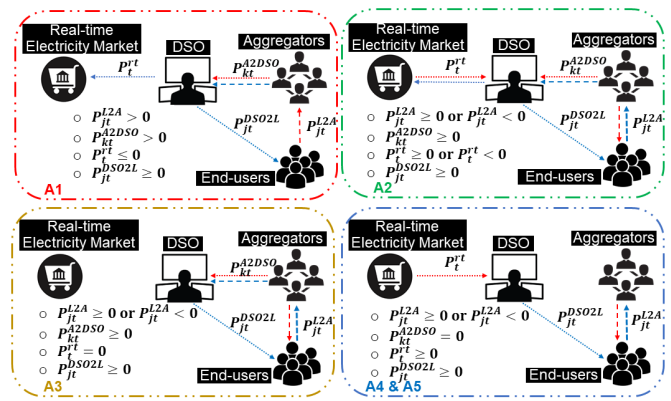 Real-time
Electricity Market
DSO
Aggregators
P_t^{rt}
P_{kt}^{A2DSO}
P_{jt}^{DSO2L}
P_{jt}^{L2A}
○ P_{jt}^{L2A} > 0
○ P_{kt}^{A2DSO} > 0
○ P_t^{rt} ≤ 0
○ P_{jt}^{DSO2L} ≥ 0
End-users
A1
Real-time
Electricity Market
DSO
Aggregators
P_t^{rt}
P_{kt}^{A2DSO}
P_{jt}^{DSO2L}
P_{jt}^{L2A}
○ P_{jt}^{L2A} ≥ 0 or P_{jt}^{L2A} < 0
○ P_{kt}^{A2DSO} ≥ 0
○ P_t^{rt} ≥ 0 or P_t^{rt} < 0
○ P_{jt}^{DSO2L} ≥ 0
End-users
A2
Real-time
Electricity Market
DSO
Aggregators
P_{kt}^{A2DSO}
P_{jt}^{DSO2L}
P_{jt}^{L2A}
○ P_{jt}^{L2A} ≥ 0 or P_{jt}^{L2A} < 0
○ P_{kt}^{A2DSO} ≥ 0
○ P_t^{rt} = 0
○ P_{jt}^{DSO2L} ≥ 0
End-users
A3
Real-time
Electricity Market
DSO
Aggregators
P_t^{rt}
P_{jt}^{DSO2L}
P_{jt}^{L2A}
○ P_{jt}^{L2A} ≥ 0 or P_{jt}^{L2A} < 0
○ P_{kt}^{A2DSO} = 0
○ P_t^{rt} ≥ 0
○ P_{jt}^{DSO2L} ≥ 0
End-users
A4 & A5